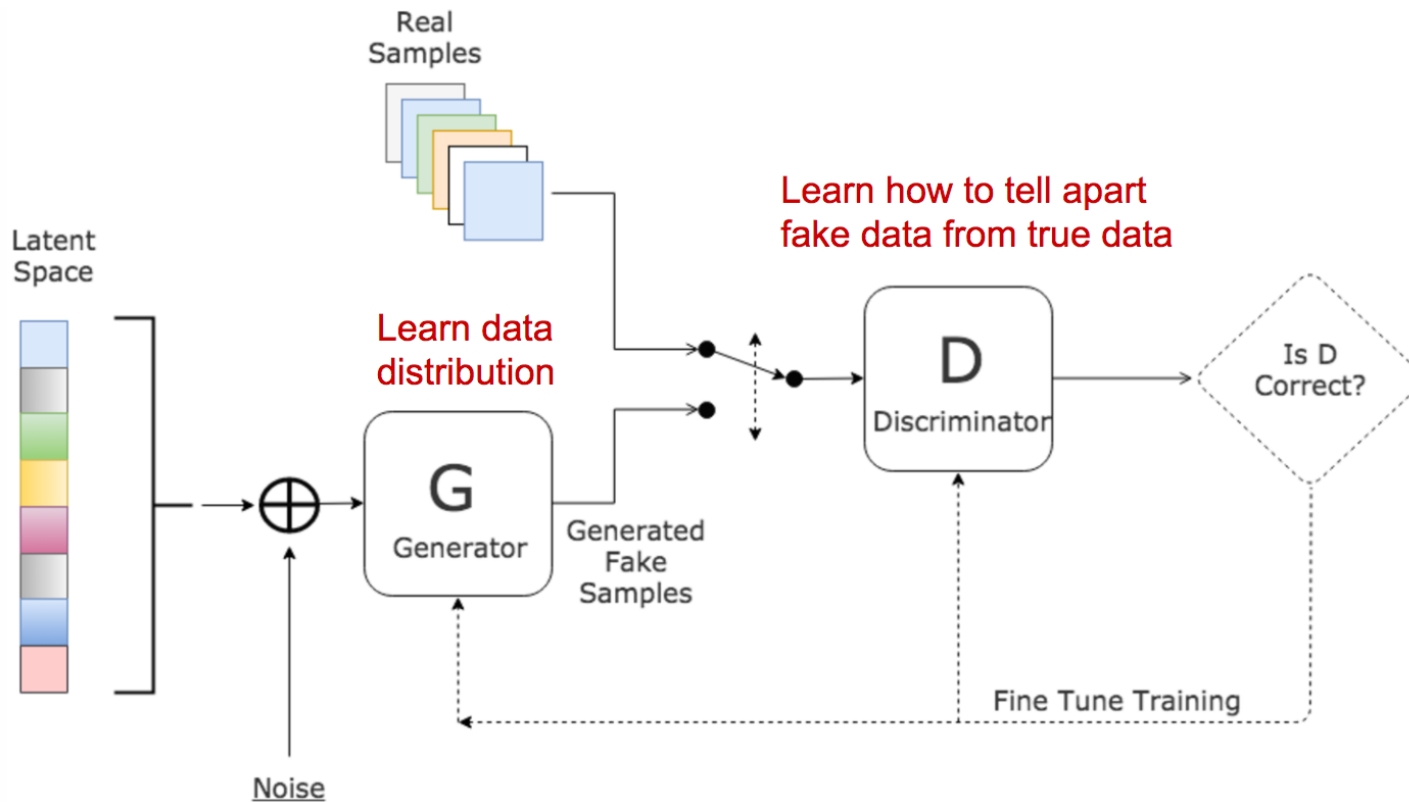 Real
Samples
Learn how to tell apart
fake data from true data
Latent
Space
Learn data
distribution
Is D
Correct?
D
Discriminator
G
Generator
Generated
Fake
Samples
Fine Tune Training
Noise